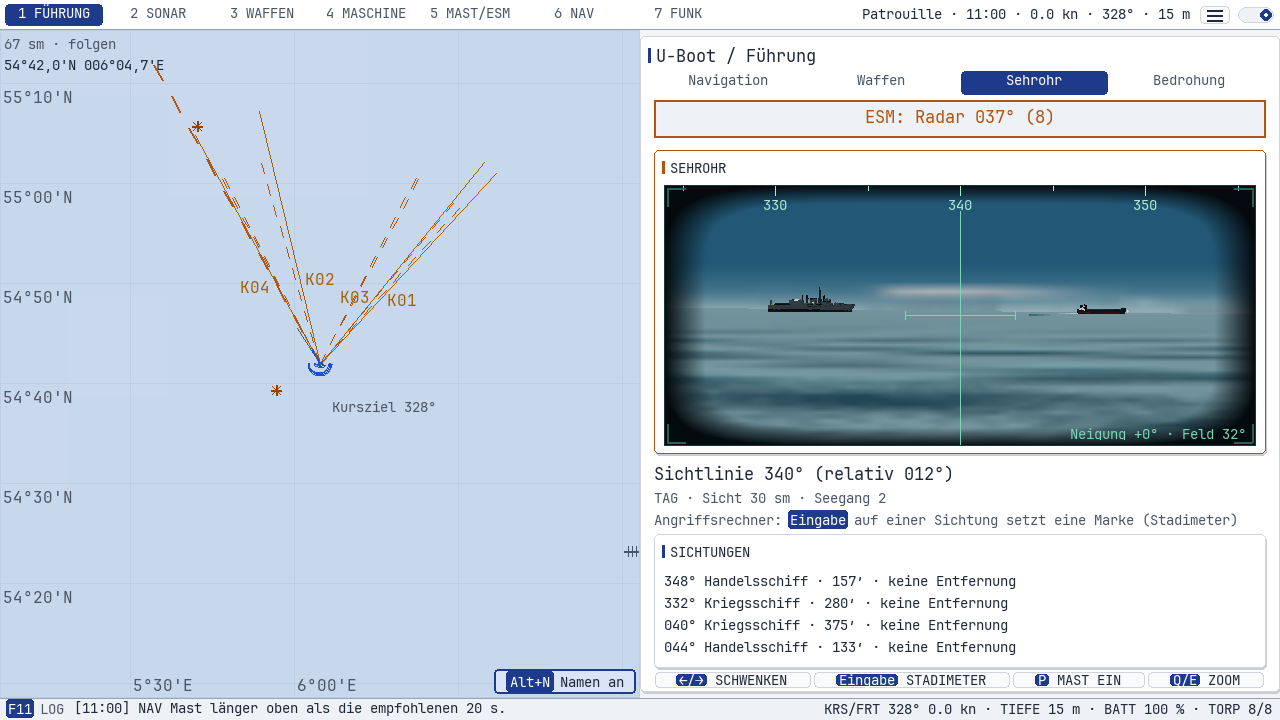 1 FÜHRUNG 2 SONAR 3 WAFFEN 4 MASCHINE 5 MAST/ESM 6 NAV 7 FUNK Patrouille · 11:00 · 0.0 kn · 328° · 15 m
67 sm · folgen
54°42,0'N 006°04,7'E
55°10'N
55°00'N
54°50'N
54°40'N
54°30'N
54°20'N
5°30'E 6°00'E
K04
K02
K03
K01
Kursziel 328°
Alt+N Namen an
U-Boot / Führung
Navigation Waffen Sehrohr Bedrohung
ESM: Radar 037° (8)
SEHROHR
330 340 350
Neigung +0° · Feld 32°
Sichtlinie 340° (relativ 012°)
TAG · Sicht 30 sm · Seegang 2
Angriffsrechner: Eingabe auf einer Sichtung setzt eine Marke (Stadimeter)
SICHTUNGEN
348° Handelsschiff · 157′ · keine Entfernung
332° Kriegsschiff · 280′ · keine Entfernung
040° Kriegsschiff · 375′ · keine Entfernung
044° Handelsschiff · 133′ · keine Entfernung
←/→ SCHWENKEN Eingabe STADIMETER P MAST EIN Q/E ZOOM
F11 LOG [11:00] NAV Mast länger oben als die empfohlenen 20 s. KRS/FRT 328° 0.0 kn · TIEFE 15 m · BATT 100 % · TORP 8/8